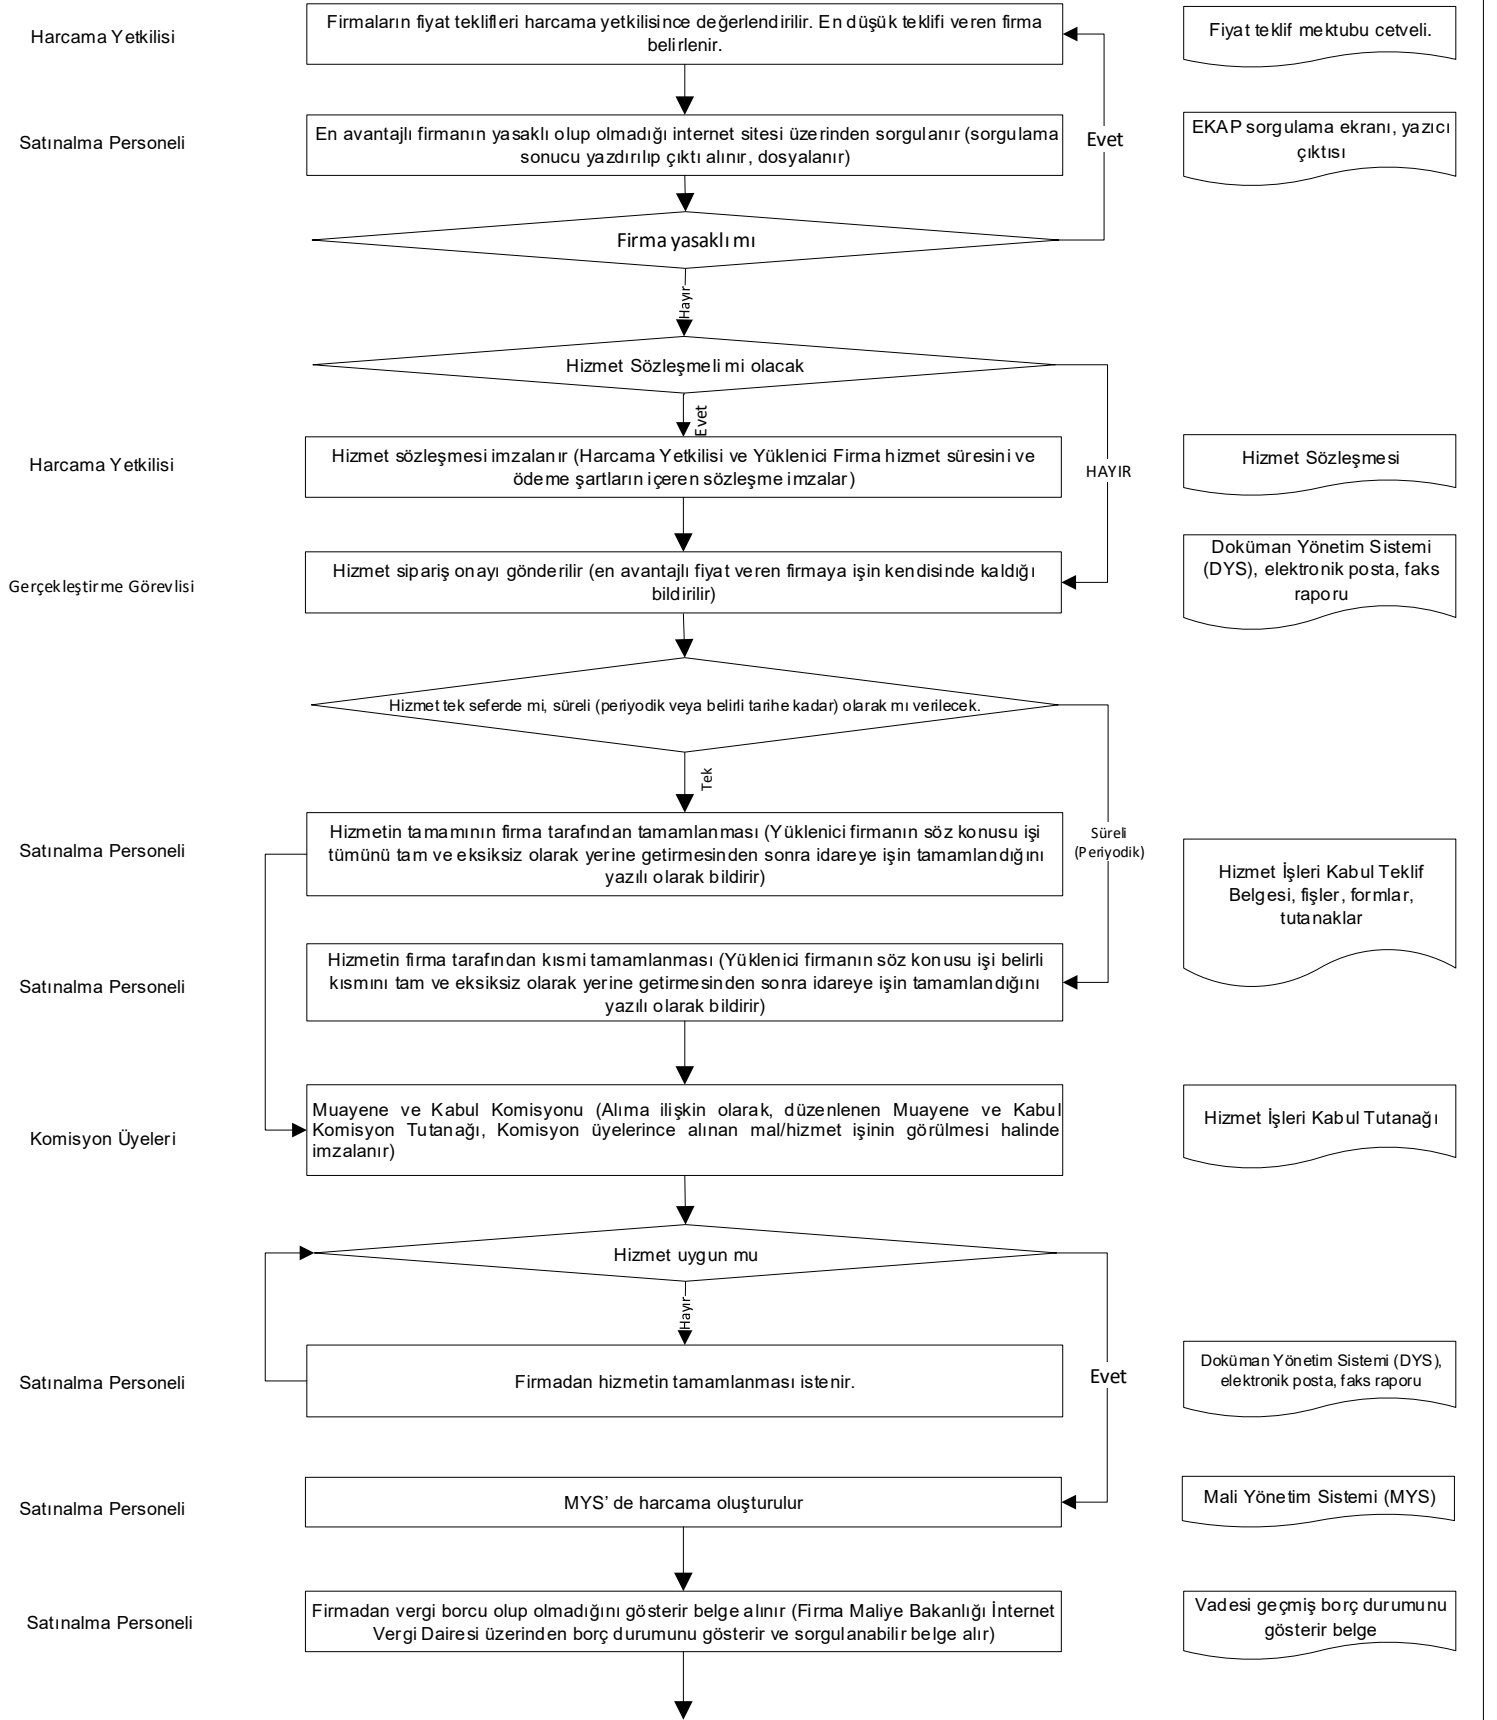 Harcama Yetkilisi
Firmaların fiyat teklifleri harcama yetkilisince değerlendirilir. En düşük teklifi veren firma
belirlenir.
Fiyat teklif mektubu cetveli.
Satınalma Personeli
En avantajlı firmanın yasaklı olup olmadığı internet sitesi üzerinden sorgulanır (sorgulama
sonucu yazdırılıp çıktı alınır, dosyalanır)
Evet
EKAP sorgulama ekranı, yazıcı
çıktısı
Firma yasaklı mı
Hayır
Hizmet Sözleşmeli mi olacak
Evet
Harcama Yetkilisi
Hizmet sözleşmesi imzalanır (Harcama Yetkilisi ve Yüklenici Firma hizmet süresini ve
ödeme şartların içeren sözleşme imzalar)
HAYIR
Hizmet Sözleşmesi
Gerçekleştirme Görevlisi
Hizmet sipariş onayı gönderilir (en avantajlı fiyat veren firmaya işin kendisinde kaldığı
bildirilir)
Doküman Yönetim Sistemi
(DYS), elektronik posta, faks
raporu
Hizmet tek seferde mi, süreli (periyodik veya belirli tarihe kadar) olarak mı verilecek.
Tek
Satınalma Personeli
Hizmetin tamamının firma tarafından tamamlanması (Yüklenici firmanın söz konusu işi
tümünü tam ve eksiksiz olarak yerine getirmesinden sonra idareye işin tamamlandığını
yazılı olarak bildirir)
Süreli
(Periyodik)
Hizmet İşleri Kabul Teklif
Belgesi, fişler, formlar,
tutanaklar
Satınalma Personeli
Hizmetin firma tarafından kısmi tamamlanması (Yüklenici firmanın söz konusu işi belirli
kısmını tam ve eksiksiz olarak yerine getirmesinden sonra idareye işin tamamlandığını
yazılı olarak bildirir)
Komisyon Üyeleri
Muayene ve Kabul Komisyonu (Alıma ilişkin olarak, düzenlenen Muayene ve Kabul
Komisyon Tutanağı, Komisyon üyelerince alınan mal/hizmet işinin görülmesi halinde
imzalanır)
Hizmet İşleri Kabul Tutanağı
Hizmet uygun mu
Hayır
Satınalma Personeli
Firmadan hizmetin tamamlanması istenir.
Evet
Doküman Yönetim Sistemi (DYS),
elektronik posta, faks raporu
Satınalma Personeli
MYS’ de harcama oluşturulur
Mali Yönetim Sistemi (MYS)
Satınalma Personeli
Firmadan vergi borcu olup olmadığını gösterir belge alınır (Firma Maliye Bakanlığı İnternet
Vergi Dairesi üzerinden borç durumunu gösterir ve sorgulanabilir belge alır)
Vadesi geçmiş borç durumunu
gösterir belge